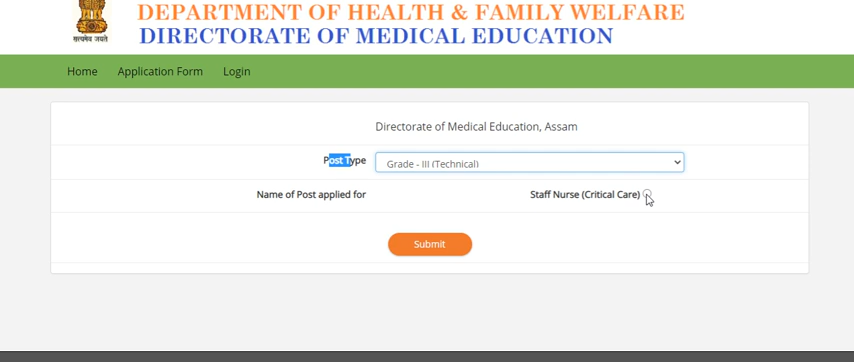 DEPARTMENT OF HEALTH & FAMILY WELFARE
सत्यमेव जयते
DIRECTORATE OF MEDICAL EDUCATION
Home Application Form Login
Directorate of Medical Education, Assam
Post Type Grade - III (Technical)
Name of Post applied for Staff Nurse (Critical Care)
Submit